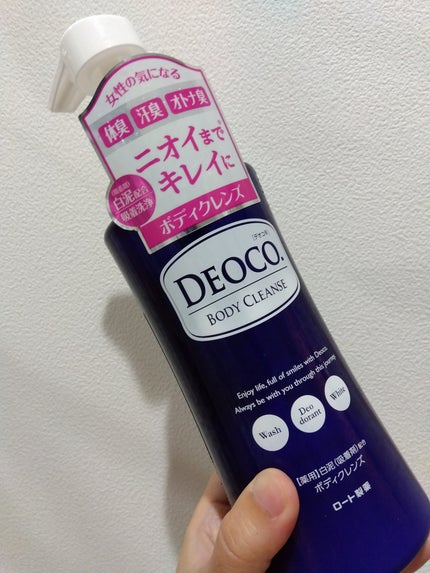 女性の気になる
体臭 汗臭 オトナ臭
ニオイまで
キレイに
(吸着剤)
白泥配合
吸着洗浄
ボディクレンズ
[デオコ®]
DEOCO.
BODY CLEANSE
Enjoy life, full of smiles with Deoco
Always be with you through this journey
Wash
Deo
dorant
White
【薬用】白泥(吸着剤)配合
ボディクレンズ
ロート製薬